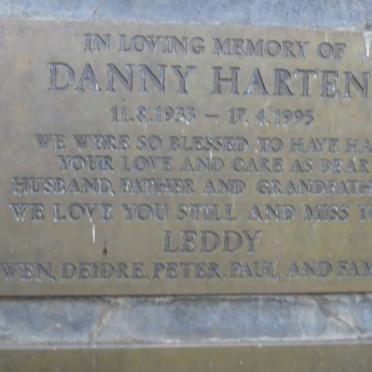 IN LOVING MEMORY OF
DANNY HARTEN
11.8.1933 – 17.4.1995
WE WERE SO BLESSED TO HAVE HA
YOUR LOVE AND CARE AS DEAR
HUSBAND, FATHER AND GRANDFATH
WE LOVE YOU STILL AND MISS YO
LEDDY
WEN, DEIDRE, PETER, PAUL AND FAM